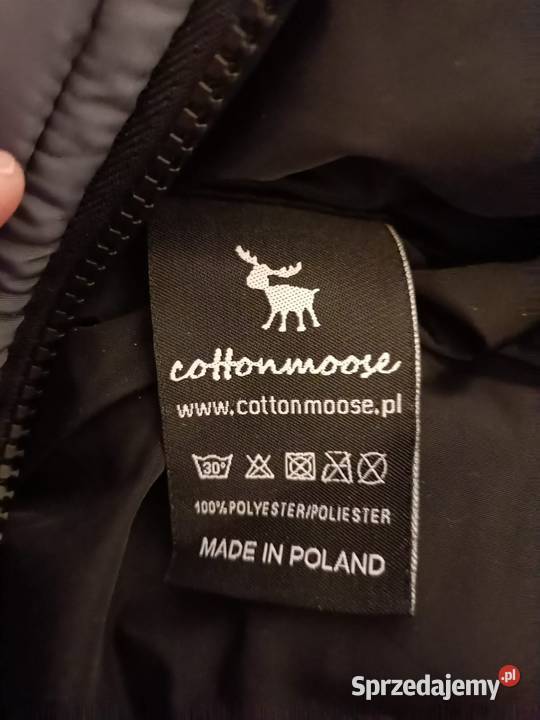 cottonmoose
www.cottonmoose.pl
30°
100% POLYESTER/POLIESTER
MADE IN POLAND
Sprzedajemy.pl